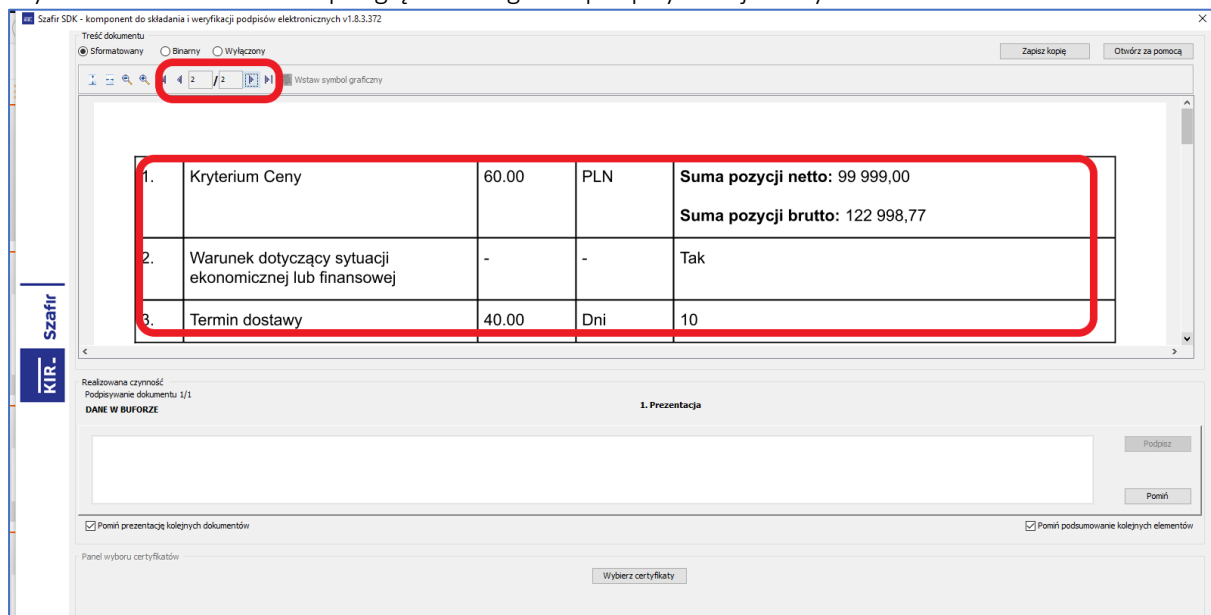 Szafir SDK - komponent do składania i weryfikacji podpisów elektronicznych v1.8.3.372
Treść dokumentu
Sformatowany Binarny Wyłączony
Zapisz kopię Otwórz za pomocą
2 / 2 Wstaw symbol graficzny
1. Kryterium Ceny 60.00 PLN Suma pozycji netto: 99 999,00
Suma pozycji brutto: 122 998,77
2. Warunek dotyczący sytuacji - - Tak
ekonomicznej lub finansowej
3. Termin dostawy 40.00 Dni 10
KIR Szafir
Realizowana czynność
Podpisywanie dokumentu 1/1
DANE W BUFORZE
1. Prezentacja
Podpisz
Pomiń
Pomiń prezentację kolejnych dokumentów
Pomiń podsumowanie kolejnych elementów
Panel wyboru certyfikatów
Wybierz certyfikaty